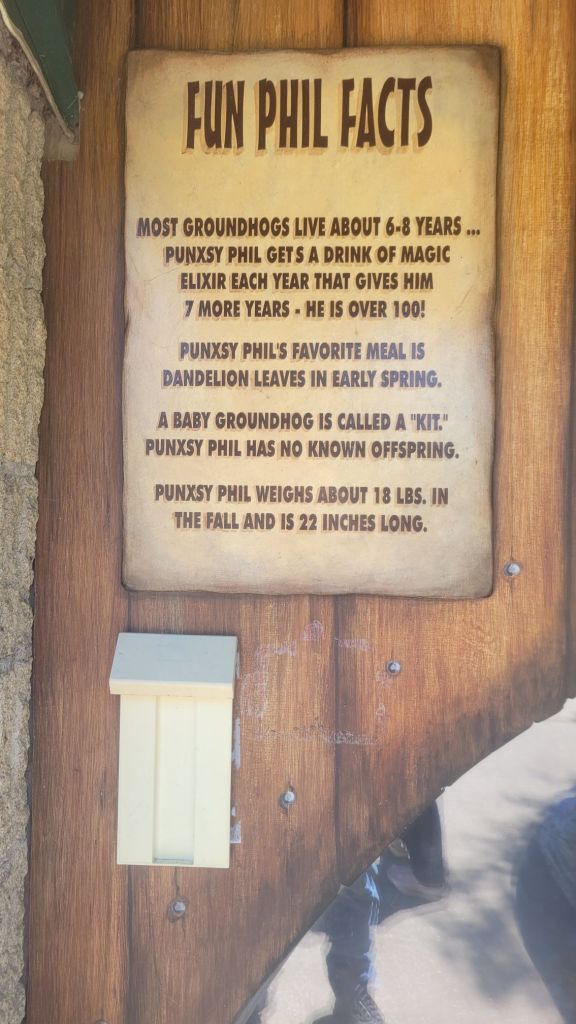 FUN PHIL FACTS
MOST GROUNDHOGS LIVE ABOUT 6-8 YEARS ...
PUNXSY PHIL GETS A DRINK OF MAGIC
ELIXIR EACH YEAR THAT GIVES HIM
7 MORE YEARS - HE IS OVER 100!
PUNXSY PHIL'S FAVORITE MEAL IS
DANDELION LEAVES IN EARLY SPRING.
A BABY GROUNDHOG IS CALLED A "KIT."
PUNXSY PHIL HAS NO KNOWN OFFSPRING.
PUNXSY PHIL WEIGHS ABOUT 18 LBS. IN
THE FALL AND IS 22 INCHES LONG.